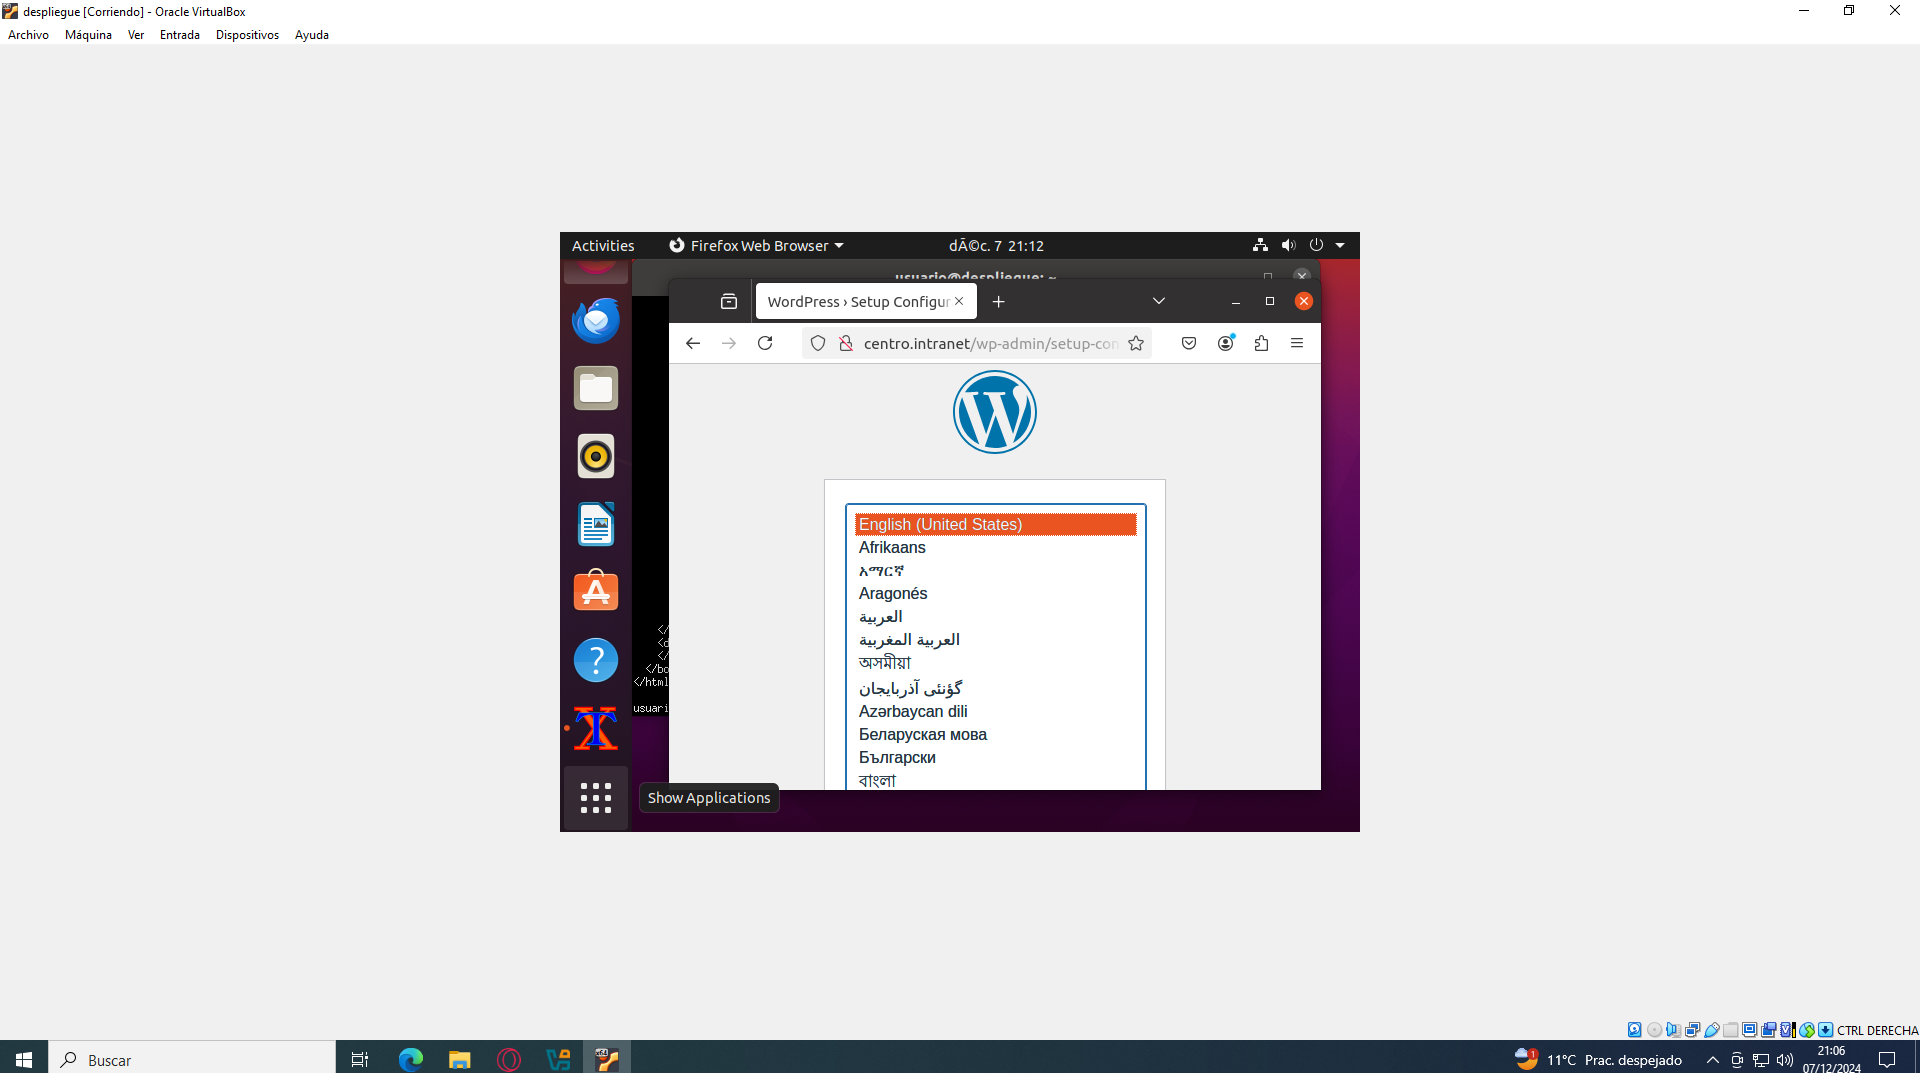 despliegue [Corriendo] - Oracle VirtualBox
Archivo Máquina Ver Entrada Dispositivos Ayuda
Activities Firefox Web Browser dÃ©c. 7 21:12
usuario@despliegue: ~
WordPress › Setup Configur
centro.intranet/wp-admin/setup-con
English (United States)
Afrikaans
አማርኛ
Aragonés
العربية
العربية المغربية
অসমীয়া
گؤنئی آذربایجان
Azərbaycan dili
Беларуская мова
Български
বাংলা
</
<d
</
</bo
</html
usuari
Show Applications
CTRL DERECHA
Buscar
1
11°C Prac. despejado
21:06
07/12/2024